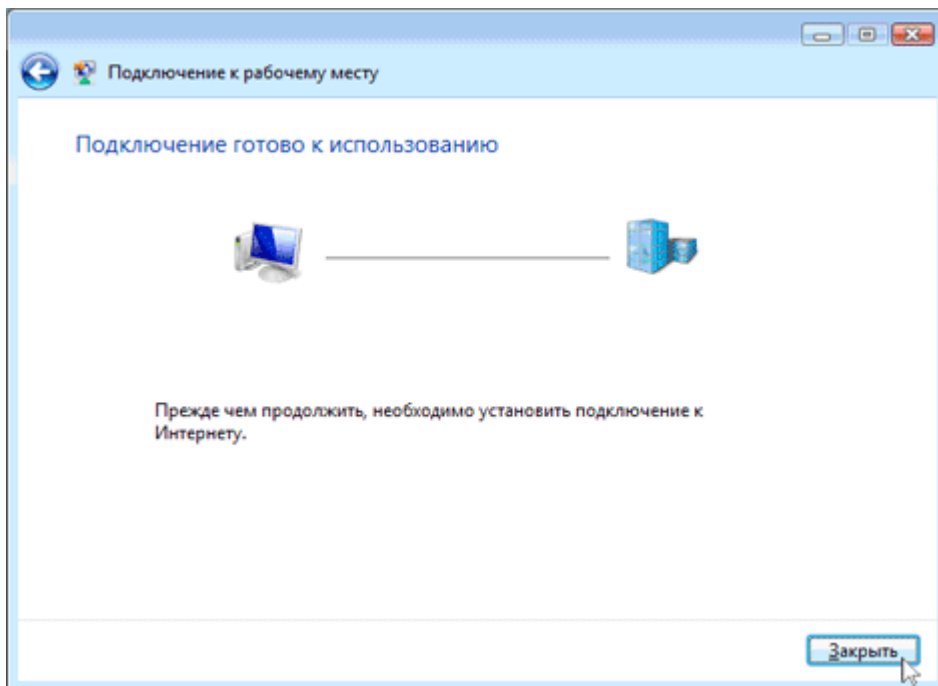 Подключение к рабочему месту
Подключение готово к использованию
Прежде чем продолжить, необходимо установить подключение к
Интернету.
Закрыть